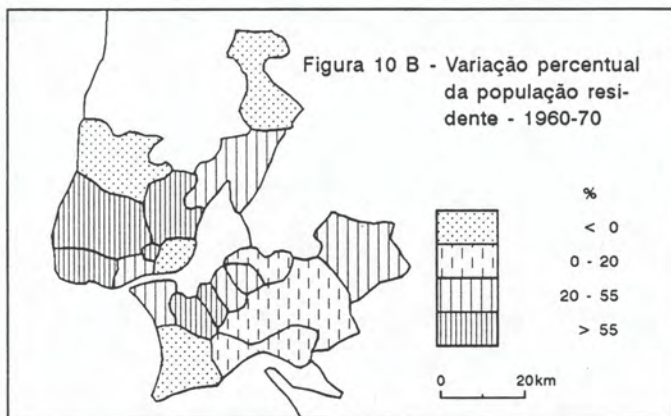 Figura 10 B - Variação percentual
da população resi-
dente - 1960-70
%
< 0
0 - 20
20 - 55
> 55
0 20km